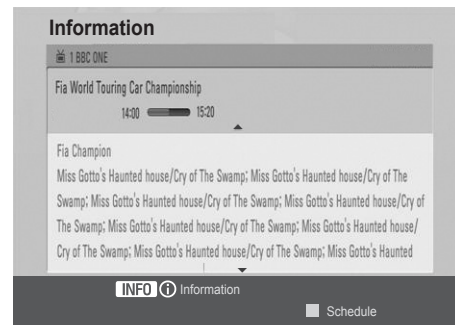 Information
1 BBC ONE
Fia World Touring Car Championship
14:00 15:20
Fia Champion
Miss Gotto's Haunted house/Cry of The Swamp; Miss Gotto's Haunted house/Cry of The
Swamp; Miss Gotto's Haunted house/Cry of The Swamp; Miss Gotto's Haunted house/Cry of
The Swamp; Miss Gotto's Haunted house/Cry of The Swamp; Miss Gotto's Haunted house/
Cry of The Swamp; Miss Gotto's Haunted house/Cry of The Swamp; Miss Gotto's Haunted
INFO i Information
Schedule